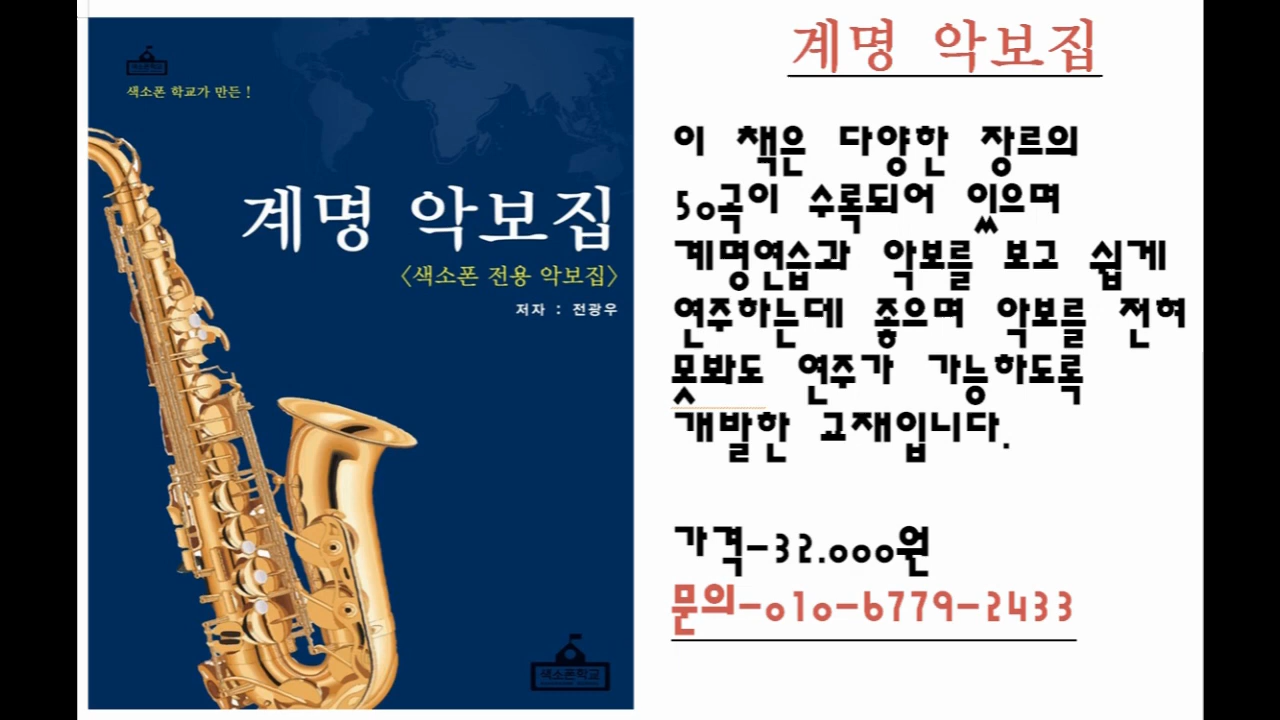 색소폰학교
색소폰 학교가 만든 !
계명 악보집
<색소폰 전용 악보집>
저자 : 전광우
색소폰학교
계명 악보집
이 책은 다양한 장르의
50곡이 수록되어 있으며
계명연습과 악보를 보고 쉽게
연주하는데 좋으며 악보를 전혀
못봐도 연주가 가능하도록
개발한 교재입니다.
가격-32.000원
문의-010-6779-2433